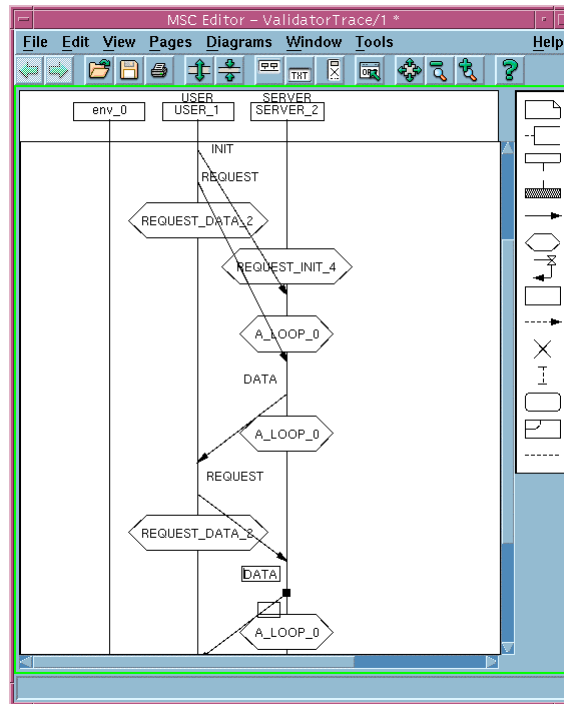 MSC Editor – ValidatorTrace/1 *
File Edit View Pages Diagrams Window Tools Help
TXT
USER SERVER
env_0 USER_1 SERVER_2
INIT
REQUEST
REQUEST_DATA_2
REQUEST_INIT_4
A_LOOP_0
DATA
A_LOOP_0
REQUEST
REQUEST_DATA_2
DATA
A_LOOP_0